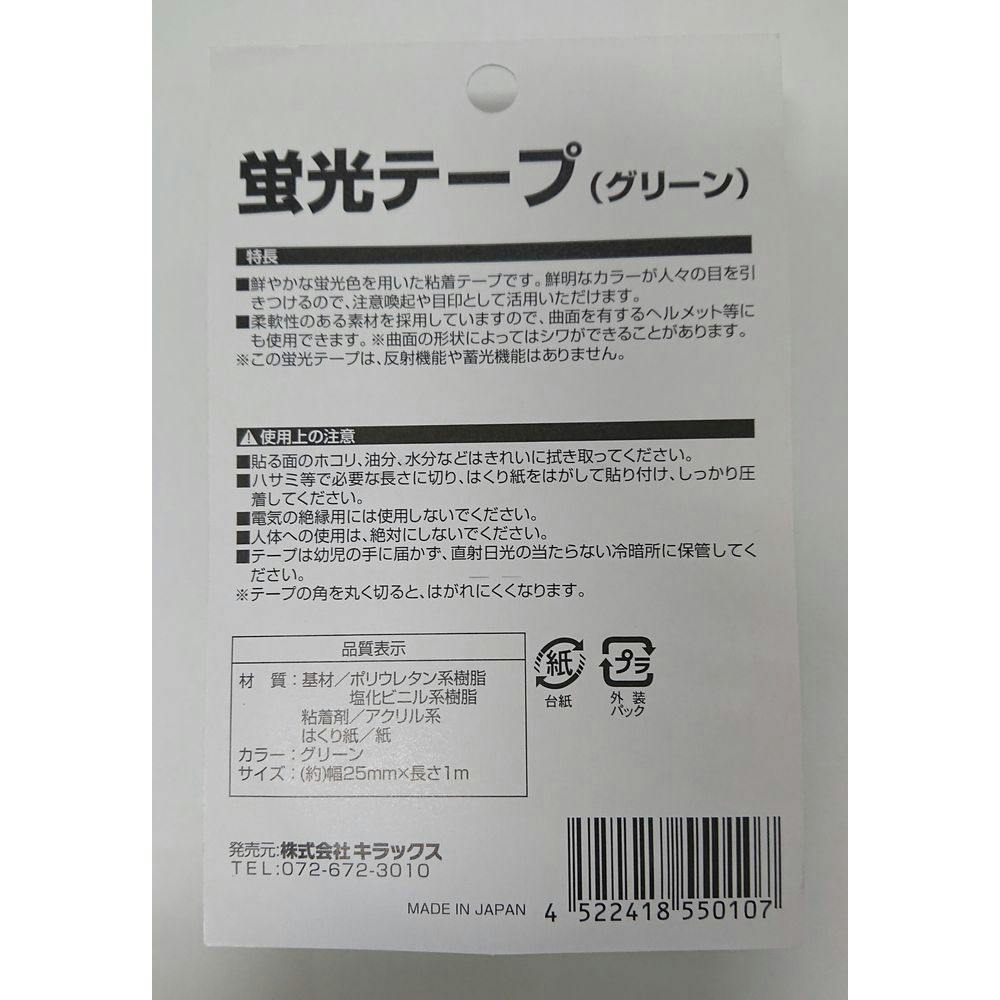 蛍光テープ（グリーン）
特長
■鮮やかな蛍光色を用いた粘着テープです。鮮明なカラーが人々の目を引
きつけるので、注意喚起や目印として活用いただけます。
■柔軟性のある素材を採用していますので、曲面を有するヘルメット等に
も使用できます。※曲面の形状によってはシワができることがあります。
※この蛍光テープは、反射機能や蓄光機能はありません。
⚠使用上の注意
■貼る面のホコリ、油分、水分などはきれいに拭き取ってください。
■ハサミ等で必要な長さに切り、はくり紙をはがして貼り付け、しっかり圧
着してください。
■電気の絶縁用には使用しないでください。
■人体への使用は、絶対にしないでください。
■テープは幼児の手に届かず、直射日光の当たらない冷暗所に保管してく
ださい。
※テープの角を丸く切ると、はがれにくくなります。
品質表示
材　質：基材／ポリウレタン系樹脂
塩化ビニル系樹脂
粘着剤／アクリル系
はくり紙／紙
カラー：グリーン
サイズ：(約)幅25mm×長さ1m
紙
台紙
プラ
外装
パック
発売元：株式会社 キラックス
TEL:072-672-3010
MADE IN JAPAN
4 522418 550107